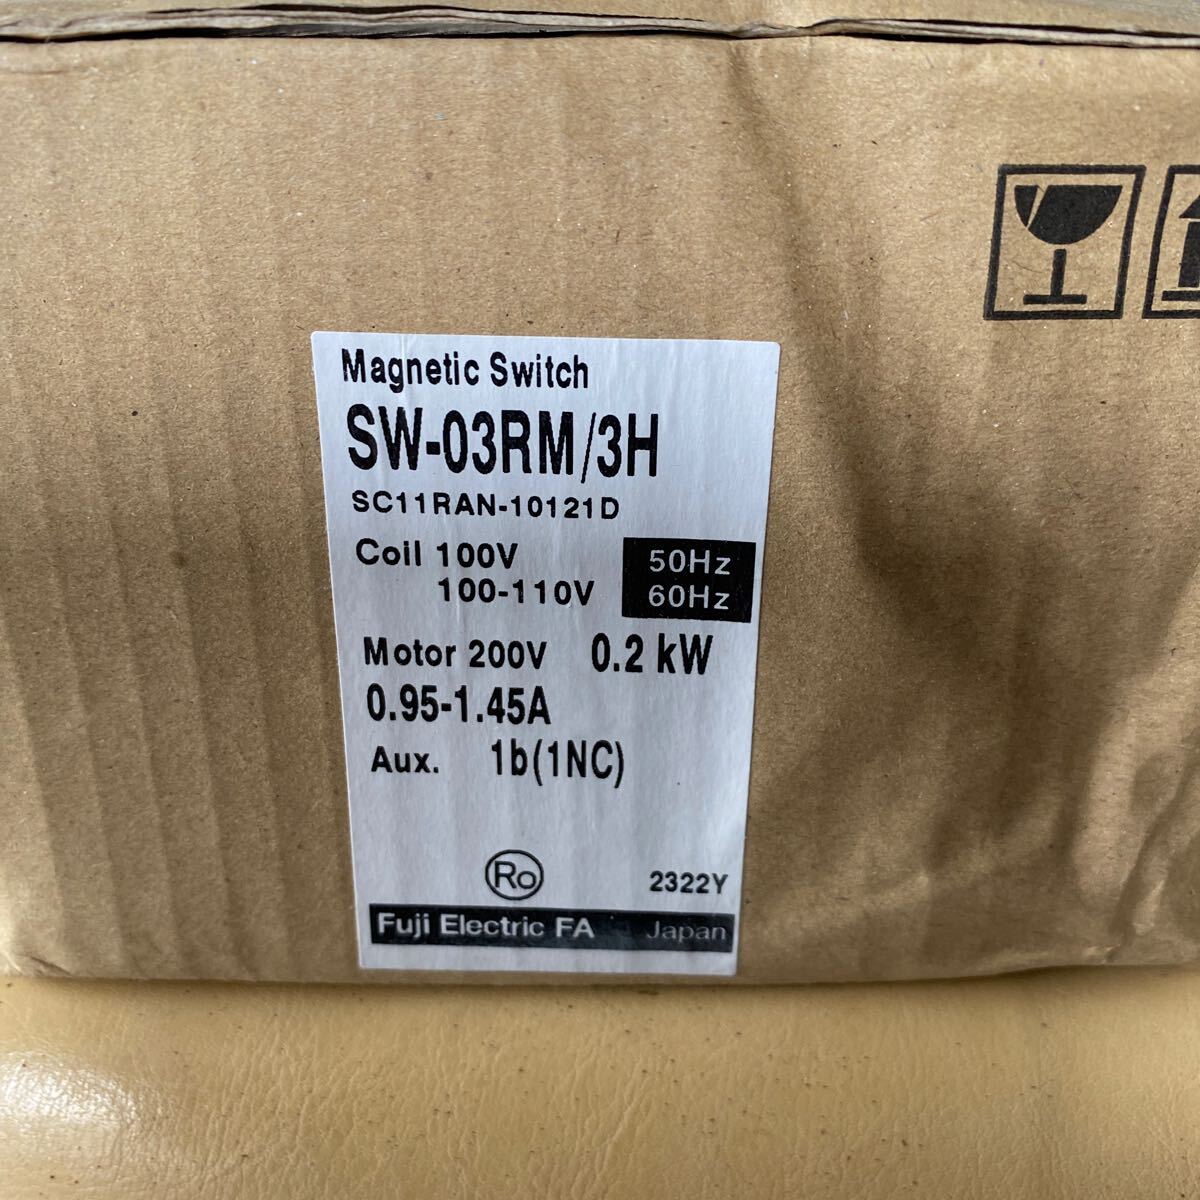 Magnetic Switch
SW-03RM/3H
SC11RAN-10121D
Coil 100V 50Hz
100-110V 60Hz
Motor 200V 0.2 kW
0.95-1.45A
Aux. 1b(1NC)
Ro
2322Y
Fuji Electric FA Japan